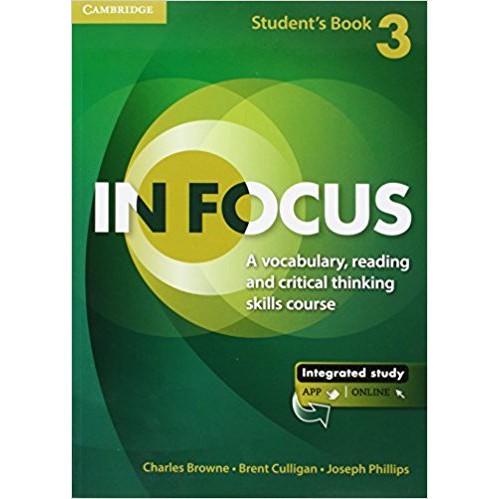 CAMBRIDGE
Student's Book 3
IN FOCUS
A vocabulary, reading
and critical thinking
skills course
Integrated study
APP | ONLINE
Charles Browne • Brent Culligan • Joseph Phillips